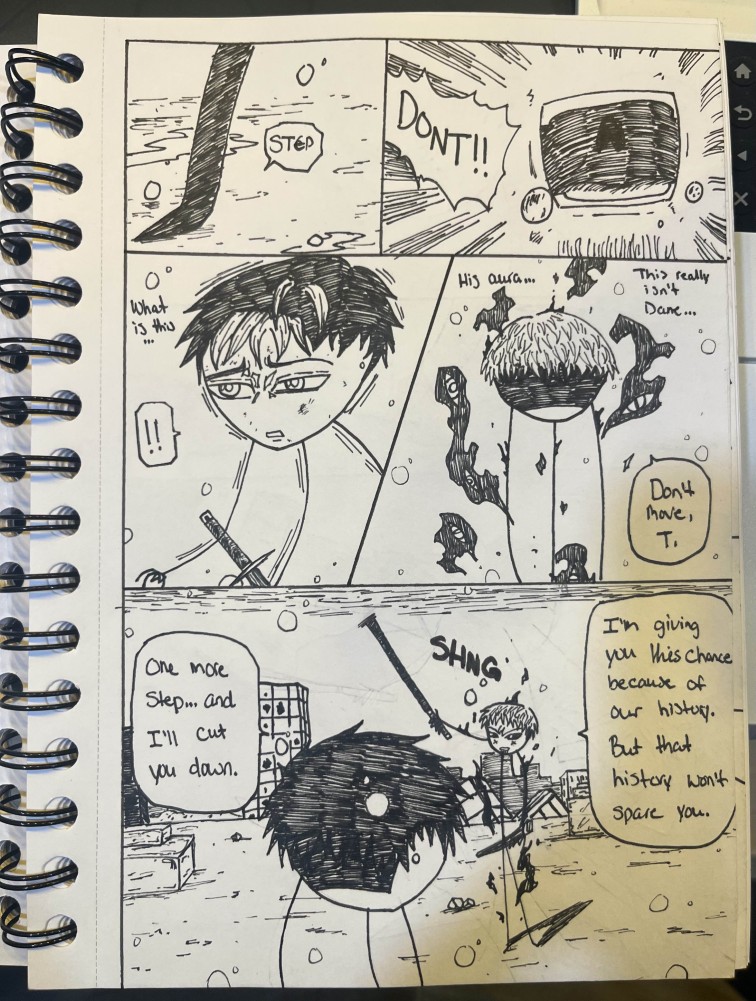 STEP
DONT!!
What
is this
...
!!
His aura...
This really
isn't
Dane...
Don't
move,
T.
One more
Step... and
I'll cut
you down.
SHNG
I'm giving
you this chance
because of
our history.
But that
history won't
spare you.